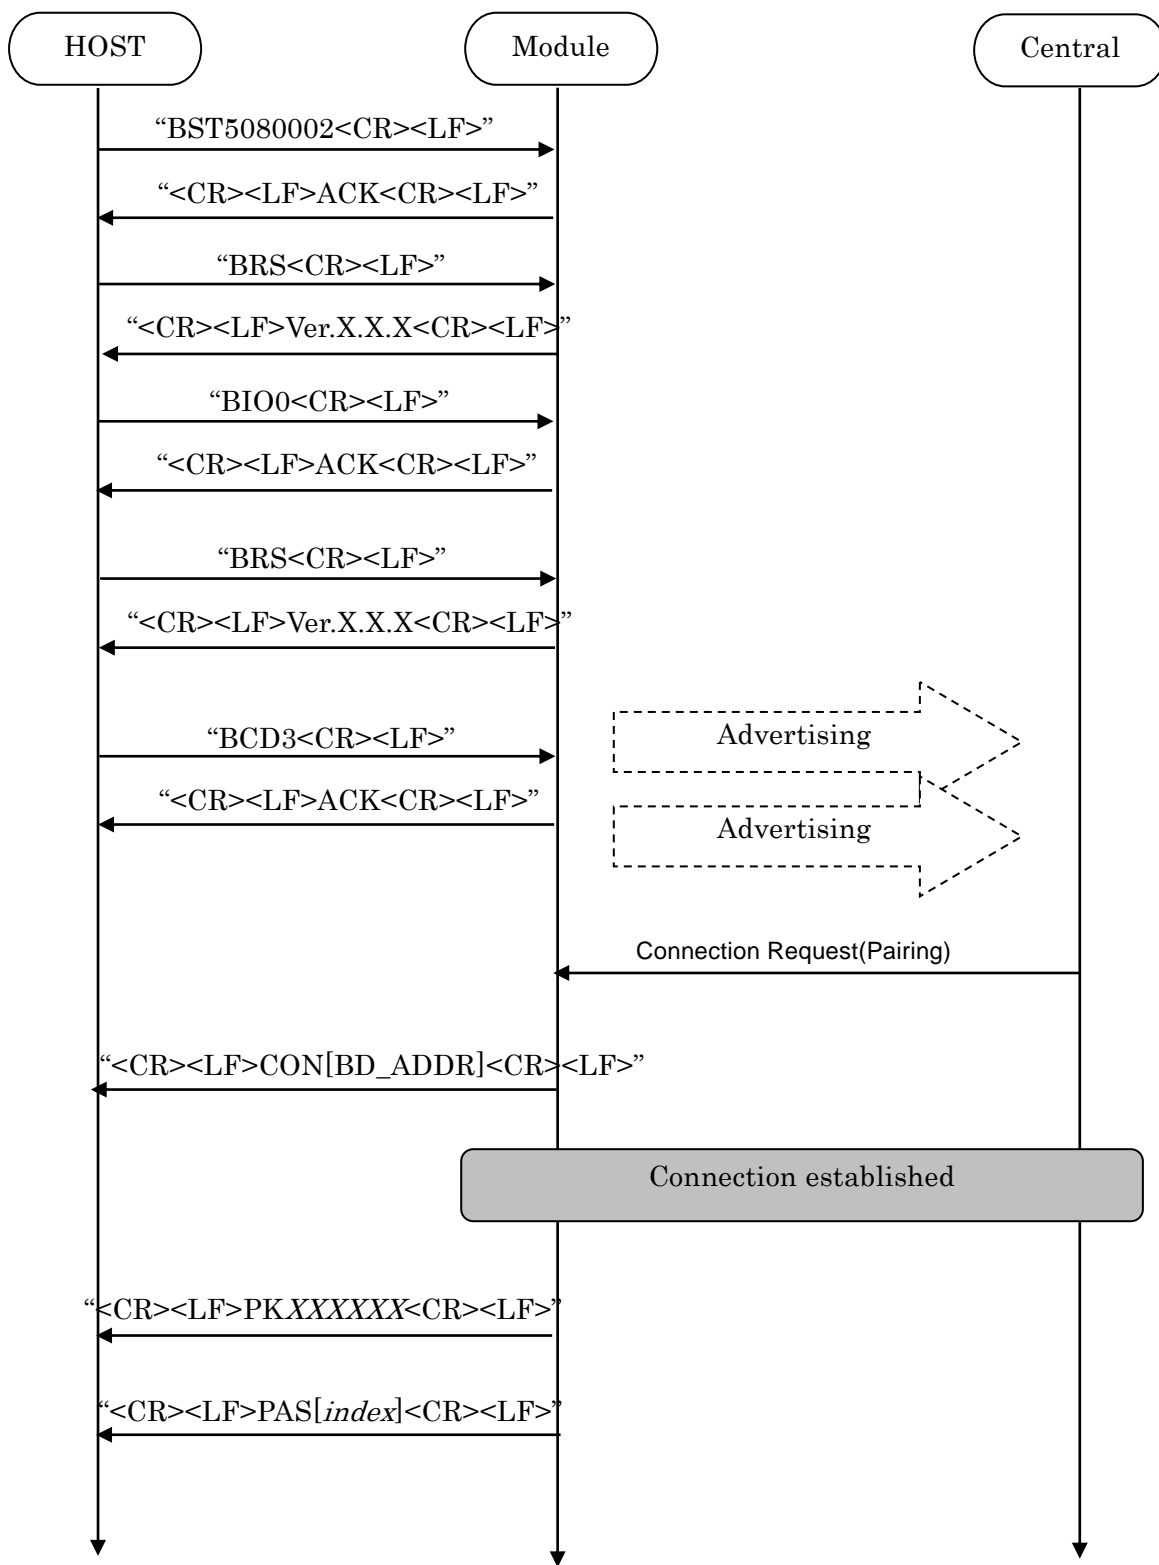 HOST
Module
Central
“BST5080002<CR><LF>”
“<CR><LF>ACK<CR><LF>”
“BRS<CR><LF>”
“<CR><LF>Ver.X.X.X<CR><LF>”
“BIO0<CR><LF>”
“<CR><LF>ACK<CR><LF>”
“BRS<CR><LF>”
“<CR><LF>Ver.X.X.X<CR><LF>”
“BCD3<CR><LF>”
Advertising
“<CR><LF>ACK<CR><LF>”
Advertising
Connection Request(Pairing)
“<CR><LF>CON[BD_ADDR]<CR><LF>”
Connection established
“<CR><LF>PKXXXXXX<CR><LF>”
“<CR><LF>PAS[index]<CR><LF>”